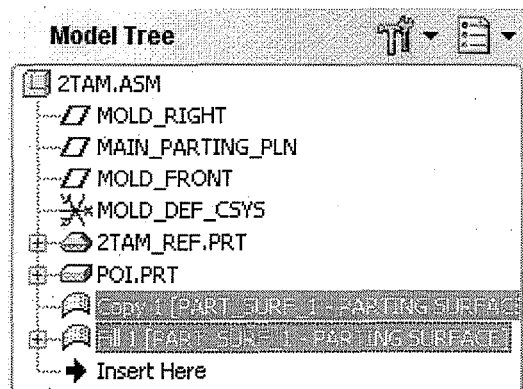 Model Tree
2TAM.ASM
MOLD_RIGHT
MAIN_PARTING_PLN
MOLD_FRONT
MOLD_DEF_CSYS
2TAM_REF.PRT
POI.PRT
Copy 1 [PART_SURF_1 - PARTING SURFACE
Fill 1 [PART_SURF_1 - PARTING SURFACE]
Insert Here